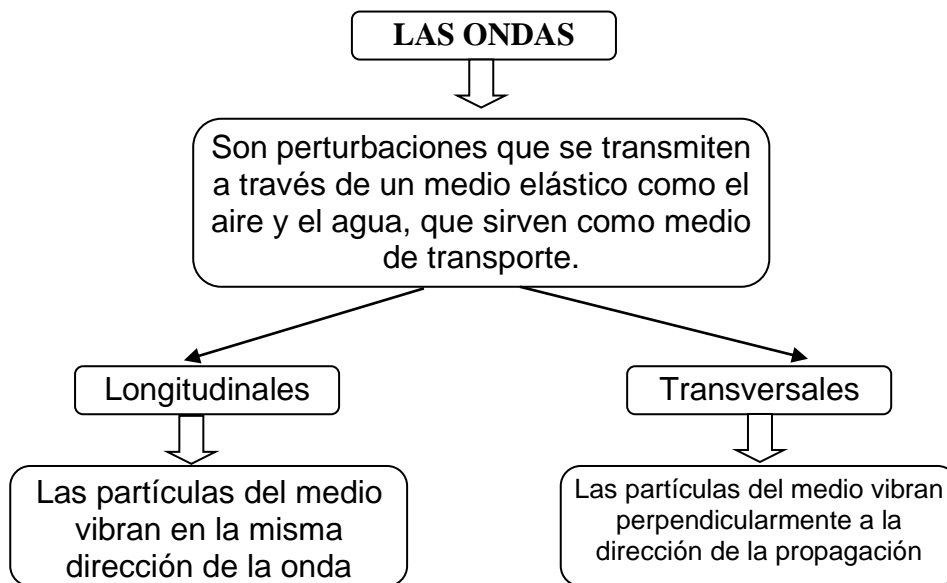 LAS ONDAS
Son perturbaciones que se transmiten
a través de un medio elástico como el
aire y el agua, que sirven como medio
de transporte.
Longitudinales
Transversales
Las partículas del medio
vibran en la misma
dirección de la onda
Las partículas del medio vibran
perpendicularmente a la
dirección de la propagación